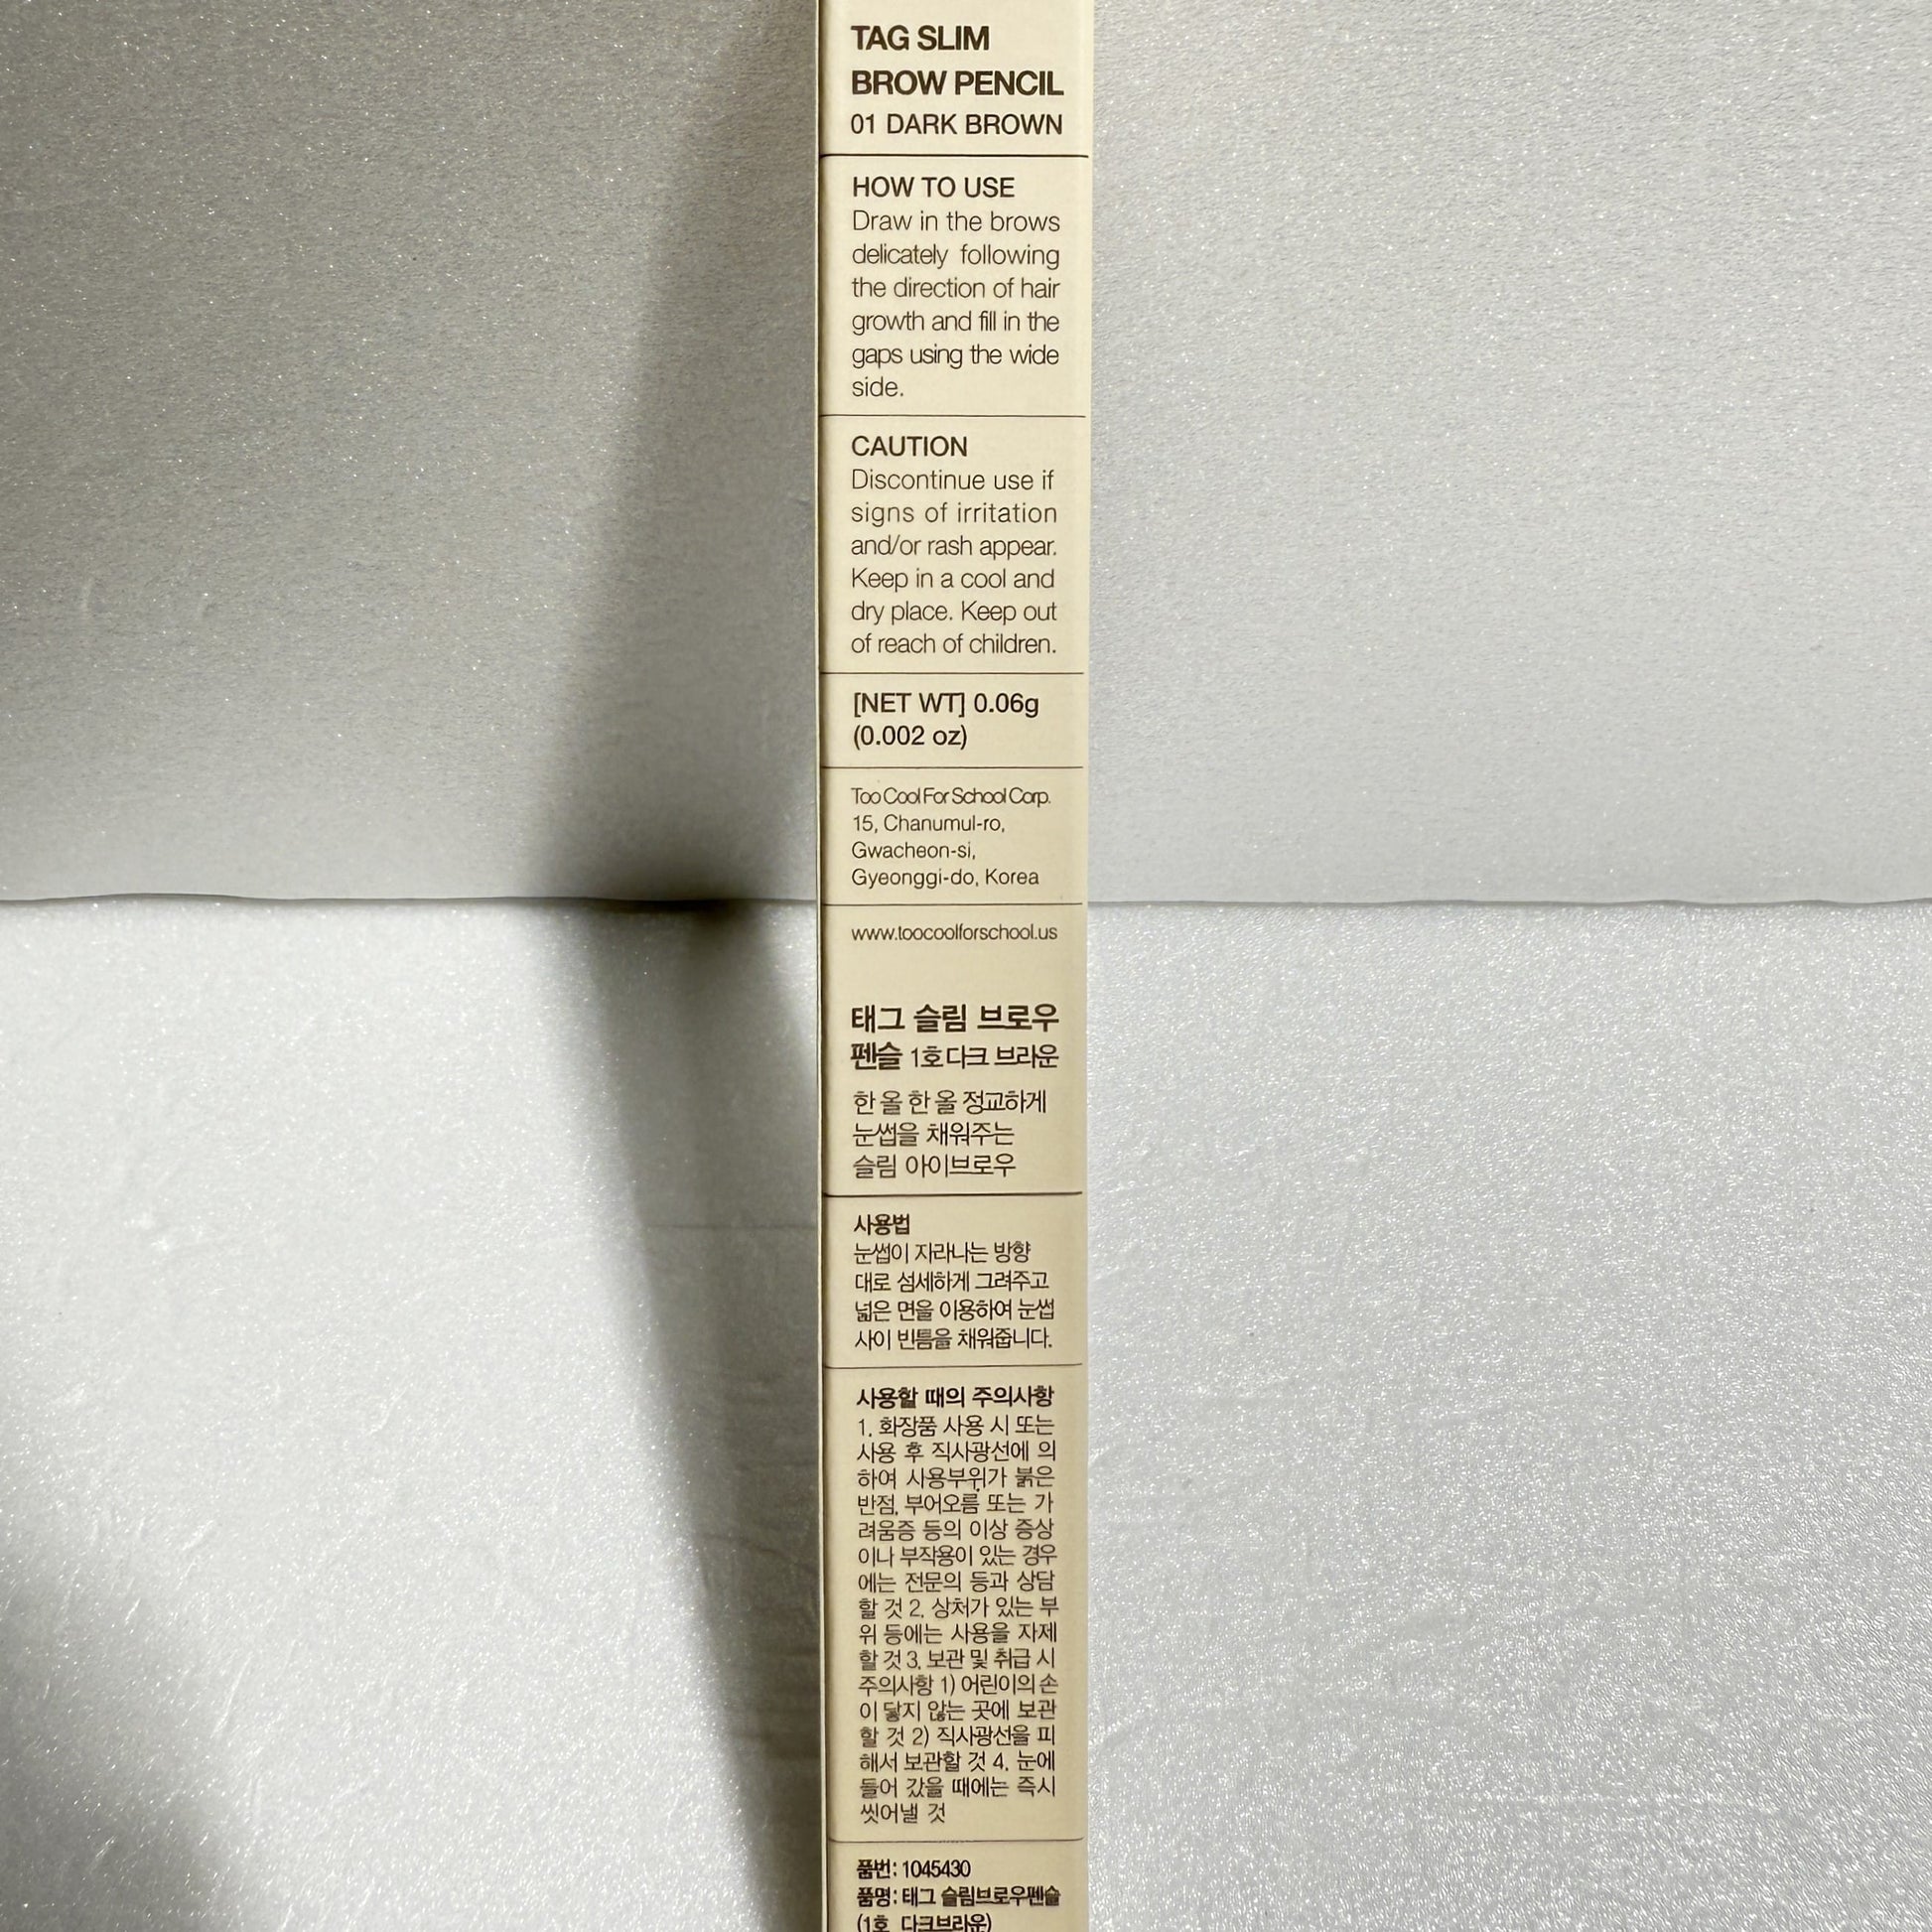 TAG SLIM
BROW PENCIL
01 DARK BROWN
HOW TO USE
Draw in the brows
delicately following
the direction of hair
growth and fill in the
gaps using the wide
side.
CAUTION
Discontinue use if
signs of irritation
and/or rash appear.
Keep in a cool and
dry place. Keep out
of reach of children.
[NET WT] 0.06g
(0.002 oz)
Too Cool For School Corp.
15, Chanumul-ro,
Gwacheon-si,
Gyeonggi-do, Korea
www.toocoolforschool.us
태그 슬림 브로우
펜슬 1호 다크 브라운
한 올 한 올 정교하게
눈썹을 채워주는
슬림 아이브로우
사용법
눈썹이 자라나는 방향
대로 섬세하게 그려주고
넓은 면을 이용하여 눈썹
사이 빈틈을 채워줍니다.
사용할 때의 주의사항
1. 화장품 사용 시 또는
사용 후 직사광선에 의
하여 사용부위가 붉은
반점, 부어오름 또는 가
려움증 등의 이상 증상
이나 부작용이 있는 경우
에는 전문의 등과 상담
할 것 2. 상처가 있는 부
위 등에는 사용을 자제
할 것 3. 보관 및 취급 시
주의사항 1) 어린이의 손
이 닿지 않는 곳에 보관
할 것 2) 직사광선을 피
해서 보관할 것 4. 눈에
들어 갔을 때에는 즉시
씻어낼 것
품번: 1045430
품명: 태그 슬림브로우펜슬
(1호 다크브라운)